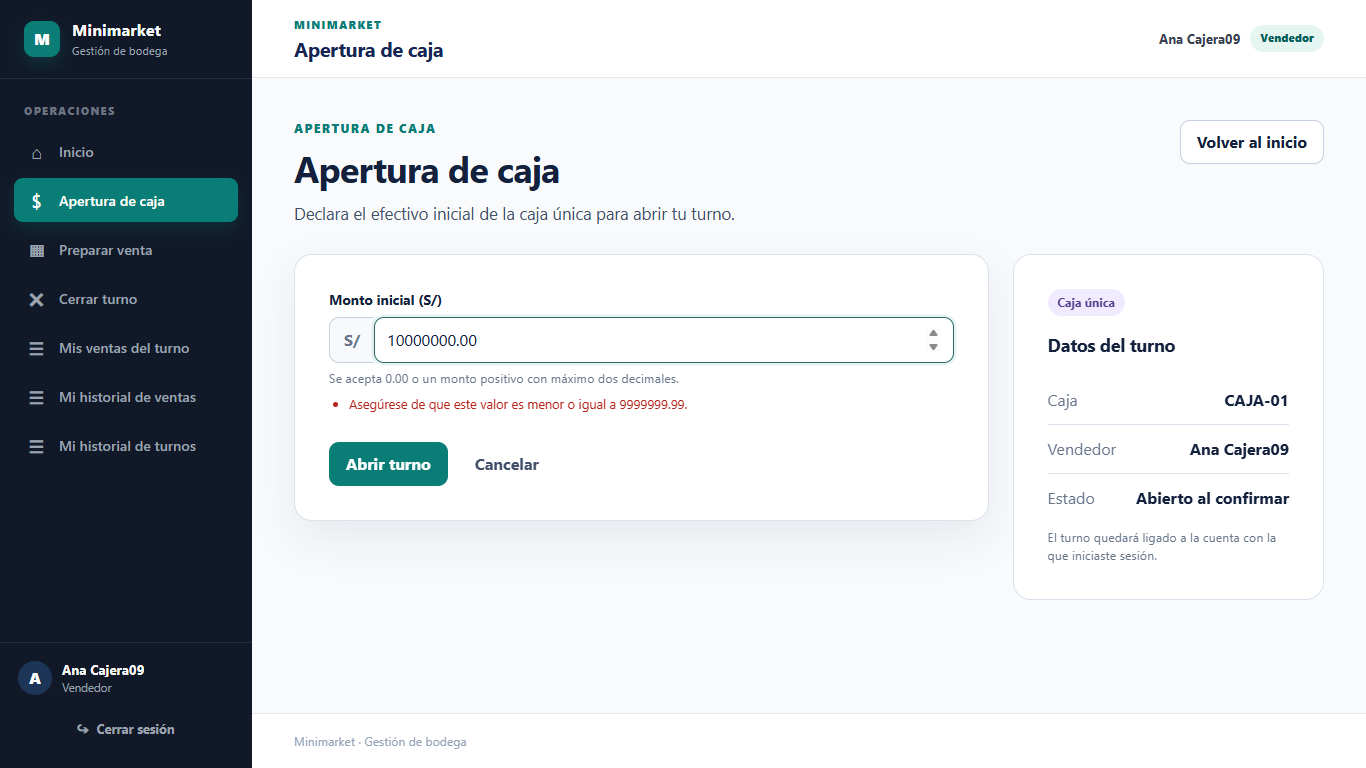 M
Minimarket
Gestión de bodega
OPERACIONES
Inicio
$ Apertura de caja
Preparar venta
Cerrar turno
Mis ventas del turno
Mi historial de ventas
Mi historial de turnos
A
Ana Cajera09
Vendedor
Cerrar sesión
MINIMARKET
Apertura de caja
Ana Cajera09
Vendedor
APERTURA DE CAJA
Apertura de caja
Declara el efectivo inicial de la caja única para abrir tu turno.
Volver al inicio
Monto inicial (S/)
S/ 10000000.00
Se acepta 0.00 o un monto positivo con máximo dos decimales.
Asegúrese de que este valor es menor o igual a 9999999.99.
Abrir turno
Cancelar
Caja única
Datos del turno
Caja CAJA-01
Vendedor Ana Cajera09
Estado Abierto al confirmar
El turno quedará ligado a la cuenta con la
que iniciaste sesión.
Minimarket · Gestión de bodega